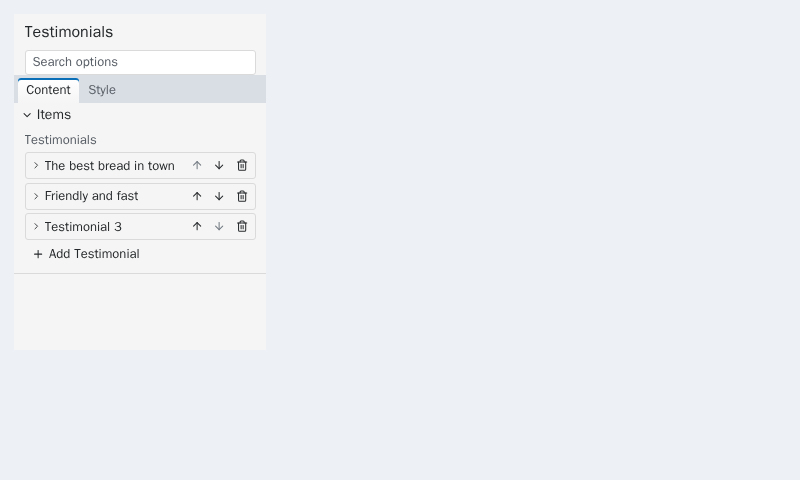 Testimonials
Search options
Content Style
Items
Testimonials
The best bread in town
Friendly and fast
Testimonial 3
Add Testimonial